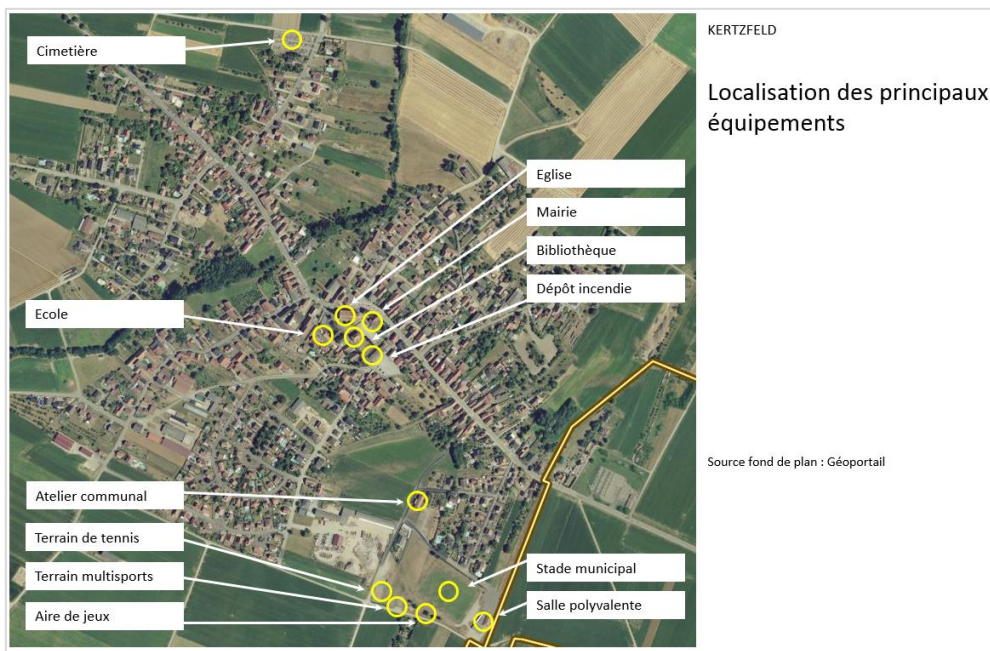 KERTZFELD
Localisation des principaux
équipements
Cimetière
Eglise
Mairie
Bibliothèque
Dépôt incendie
Ecole
Source fond de plan : Géoportail
Atelier communal
Terrain de tennis
Terrain multisports
Aire de jeux
Stade municipal
Salle polyvalente